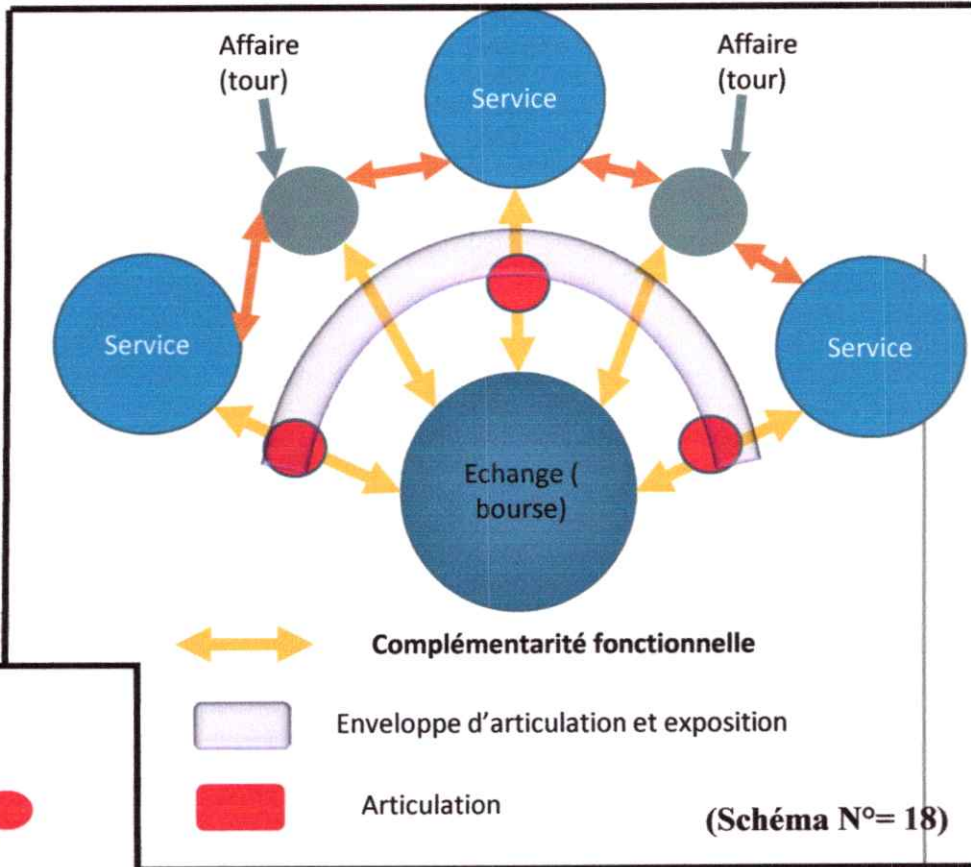 Affaire
(tour)
Affaire
(tour)
Service
Service
Service
Echange (
bourse)
Complémentarité fonctionnelle
Enveloppe d’articulation et exposition
Articulation
(Schéma N°= 18)